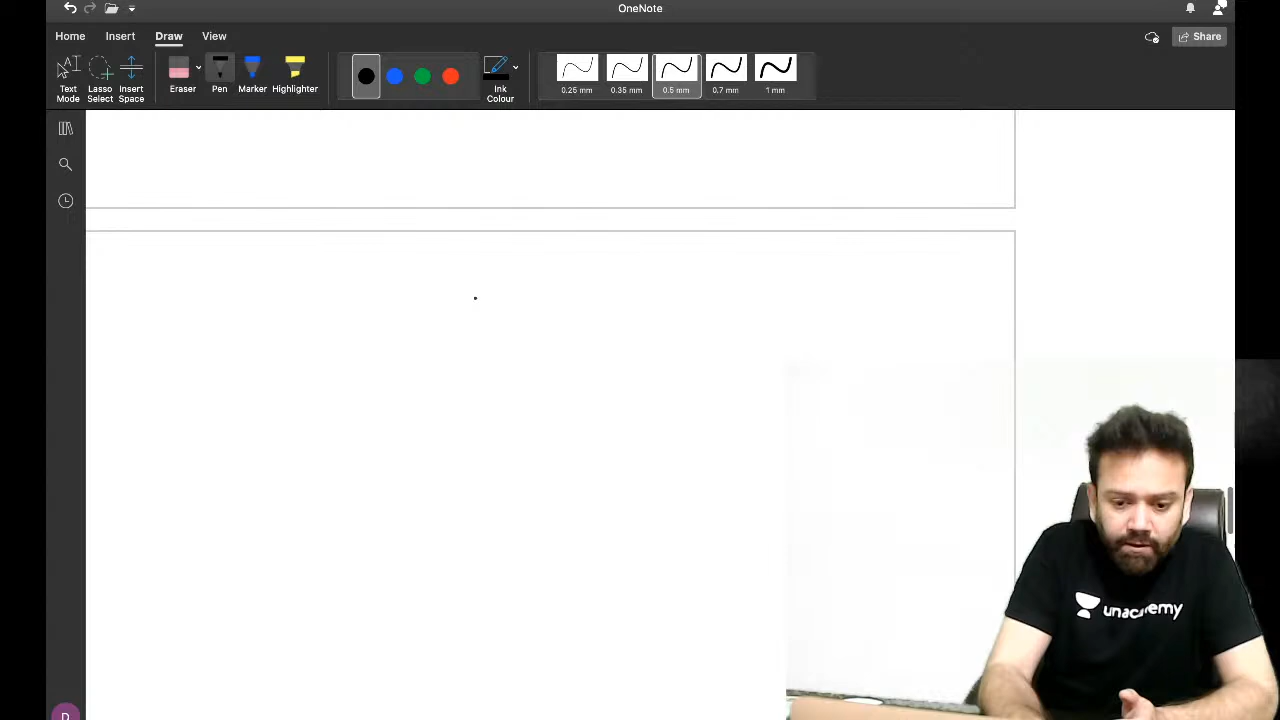 OneNote
Home Insert Draw View
Share
Text Mode
Lasso Select
Insert Space
Eraser
Pen
Marker
Highlighter
Ink Colour
0.25 mm
0.35 mm
0.5 mm
0.7 mm
1 mm
unacademy
D